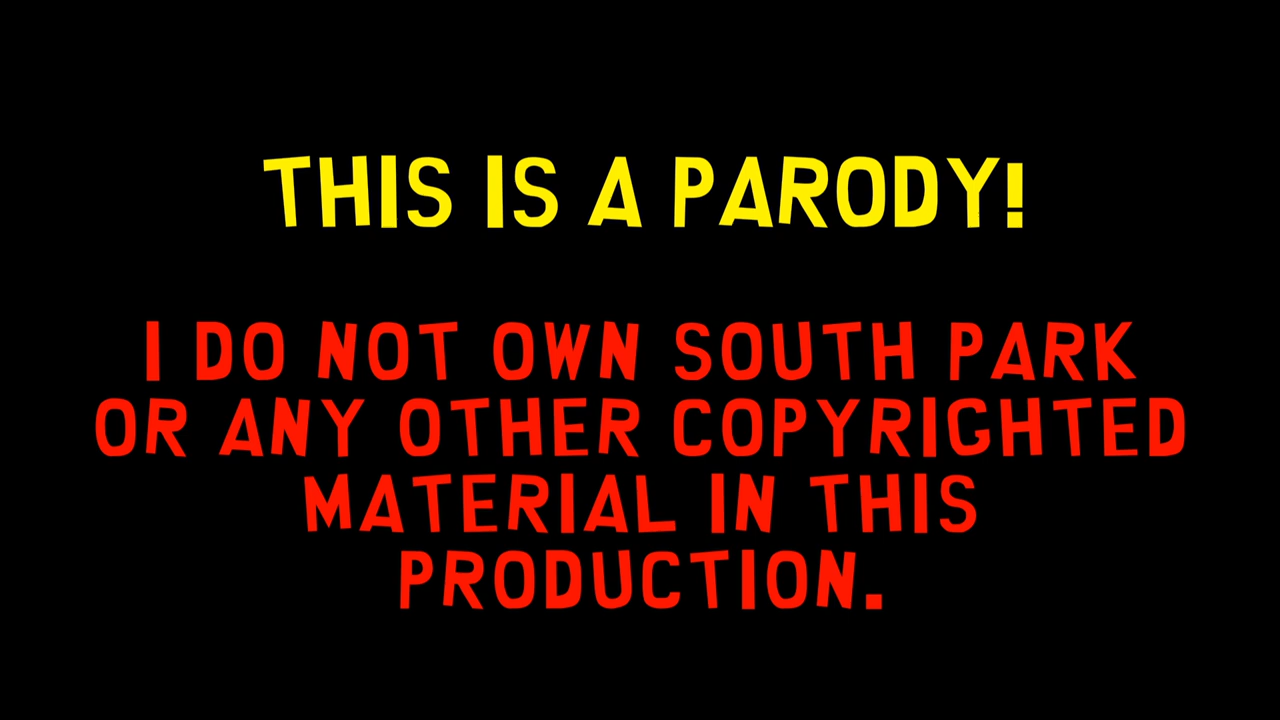 THIS IS A PARODY!
I DO NOT OWN SOUTH PARK
OR ANY OTHER COPYRIGHTED
MATERIAL IN THIS
PRODUCTION.